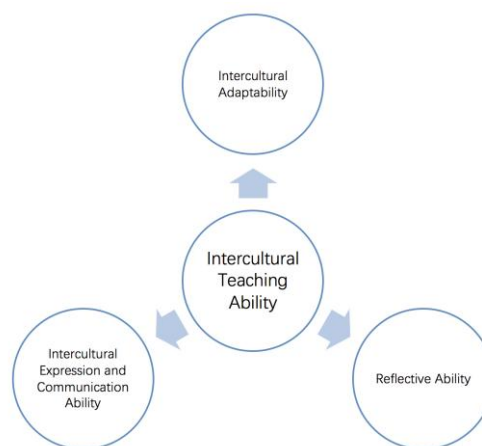 Intercultural
Adaptability
Intercultural
Teaching
Ability
Intercultural
Expression and
Communication
Ability
Reflective Ability